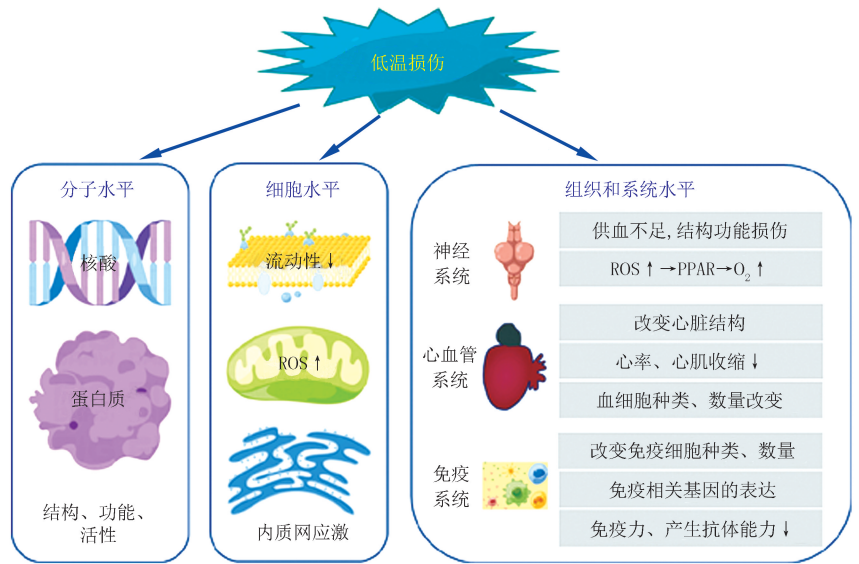 低温损伤
分子水平
核酸
蛋白质
结构、功能、
活性
细胞水平
流动性↓
ROS↑
内质网应激
组织和系统水平
神经
系统
供血不足,结构功能损伤
ROS↑→PPAR→O₂↑
心血管
系统
改变心脏结构
心率、心肌收缩↓
血细胞种类、数量改变
免疫
系统
改变免疫细胞种类、数量
免疫相关基因的表达
免疫力、产生抗体能力↓